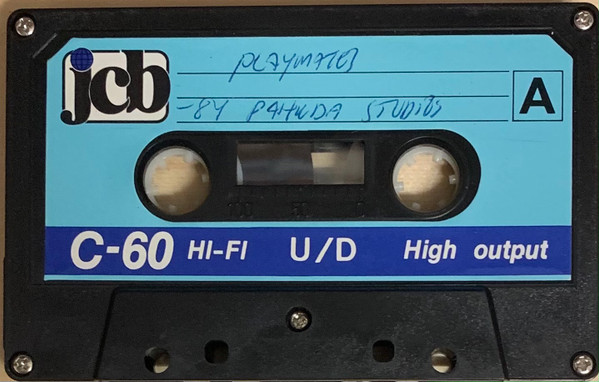 jcb
PLAYMATES
-84 PAHUDA STUDIOS
A
C-60 HI-FI U/D High output